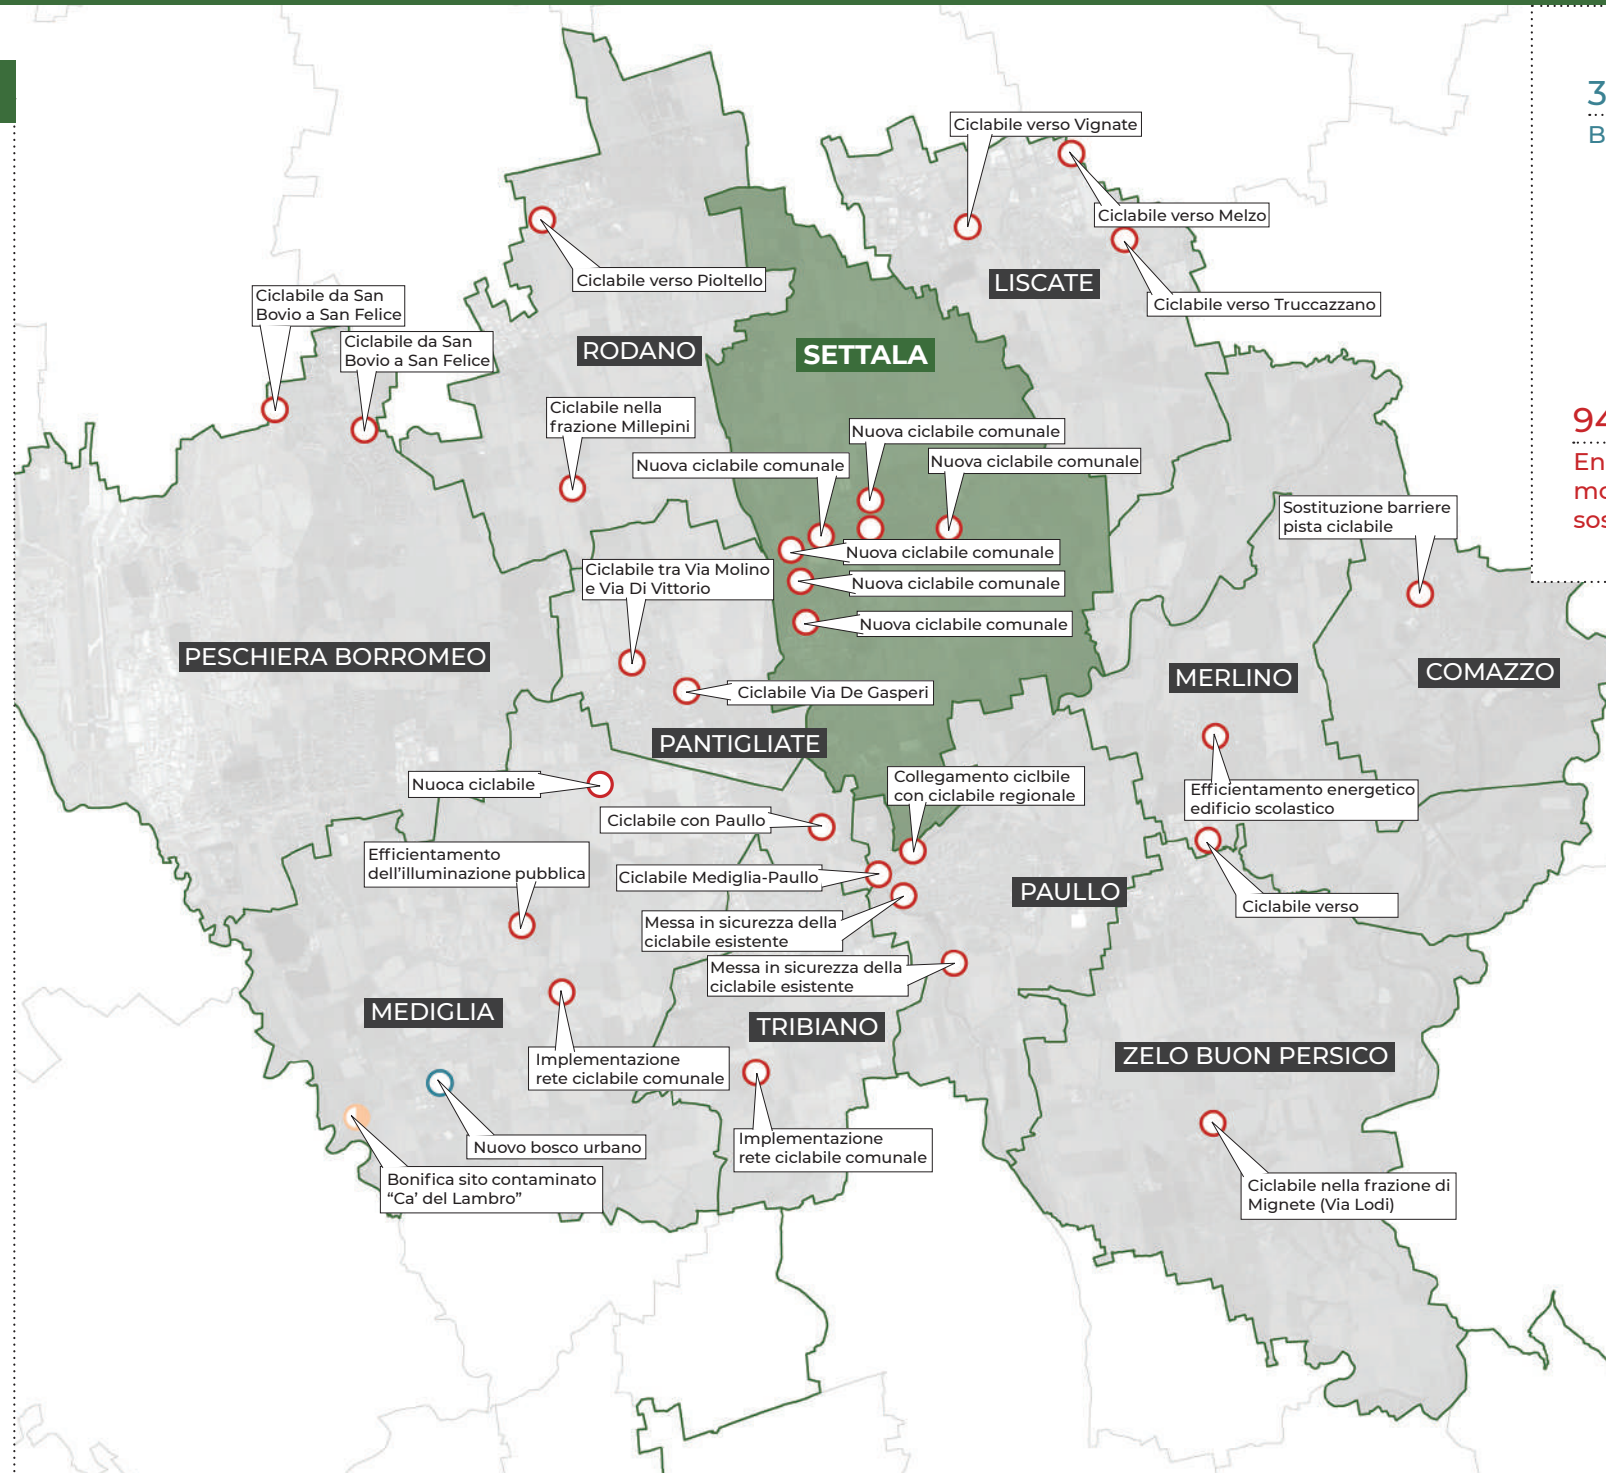 3
B
Ciclabile verso Vignate
Ciclabile verso Melzo
Ciclabile verso Pioltello
LISCATE
Ciclabile verso Truccazzano
Ciclabile da San
Bovio a San Felice
Ciclabile da San
Bovio a San Felice
RODANO
SETTALA
Ciclabile nella
frazione Millepini
94
En
mo
sos
Nuova ciclabile comunale
Nuova ciclabile comunale
Nuova ciclabile comunale
Sostituzione barriere
pista ciclabile
Nuova ciclabile comunale
Ciclabile tra Via Molino
e Via Di Vittorio
Nuova ciclabile comunale
Nuova ciclabile comunale
PESCHIERA BORROMEO
MERLINO
COMAZZO
Ciclabile Via De Gasperi
PANTIGLIATE
Nuoca ciclabile
Collegamento ciclbile
con ciclabile regionale
Efficientamento energetico
edificio scolastico
Ciclabile con Paullo
Efficientamento
dell'illuminazione pubblica
Ciclabile Mediglia-Paullo
PAULLO
Ciclabile verso
Messa in sicurezza della
ciclabile esistente
Messa in sicurezza della
ciclabile esistente
MEDIGLIA
TRIBIANO
ZELO BUON PERSICO
Implementazione
rete ciclabile comunale
Nuovo bosco urbano
Implementazione
rete ciclabile comunale
Bonifica sito contaminato
“Ca’ del Lambro”
Ciclabile nella frazione di
Mignete (Via Lodi)